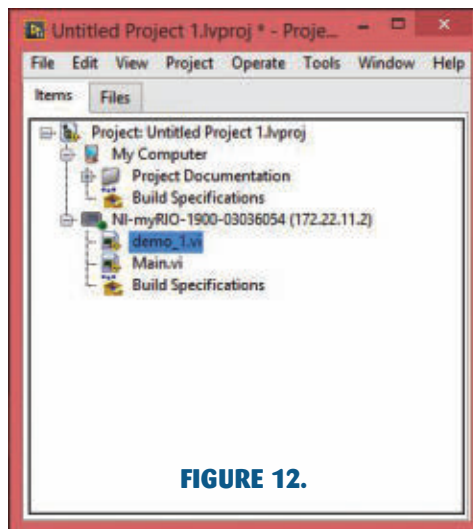 Untitled Project 1.lvproj * - Proje...
File Edit View Project Operate Tools Window Help
Items Files
Project: Untitled Project 1.lvproj
My Computer
Project Documentation
Build Specifications
NI-myRIO-1900-03036054 (172.22.11.2)
demo_1.vi
Main.vi
Build Specifications
FIGURE 12.